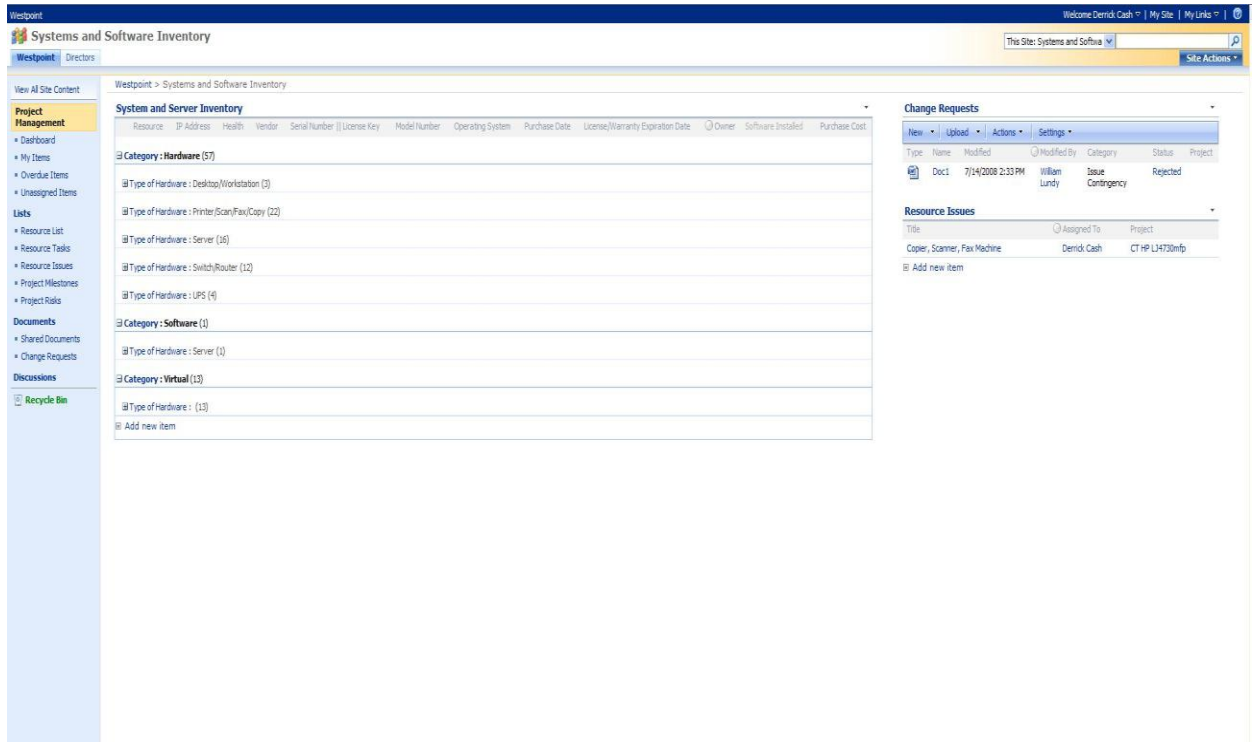 Westpoint
Welcome Derrick Cash | My Site | My Links |
Systems and Software Inventory
This Site: Systems and Softwa
Westpoint Directors
Site Actions
View All Site Content
Project Management
Dashboard
My Items
Overdue Items
Unassigned Items
Lists
Resource List
Resource Tasks
Resource Issues
Project Milestones
Project Risks
Documents
Shared Documents
Change Requests
Discussions
Recycle Bin
Westpoint > Systems and Software Inventory
System and Server Inventory
Resource IP Address Health Vendor Serial Number || License Key Model Number Operating System Purchase Date License/Warranty Expiration Date Owner Software Installed Purchase Cost
Category : Hardware (57)
Type of Hardware : Desktop/Workstation (3)
Type of Hardware : Printer/Scan/Fax/Copy (22)
Type of Hardware : Server (16)
Type of Hardware : Switch/Router (12)
Type of Hardware : UPS (4)
Category : Software (1)
Type of Hardware : Server (1)
Category : Virtual (13)
Type of Hardware : (13)
Add new item
Change Requests
New Upload Actions Settings
Type Name Modified Modified By Category Status Project
Doc1 7/14/2008 2:33 PM William Lundy Issue Contingency Rejected
Resource Issues
Title Assigned To Project
Copier, Scanner, Fax Machine Derrick Cash CT HP LJ4730mfp
Add new item